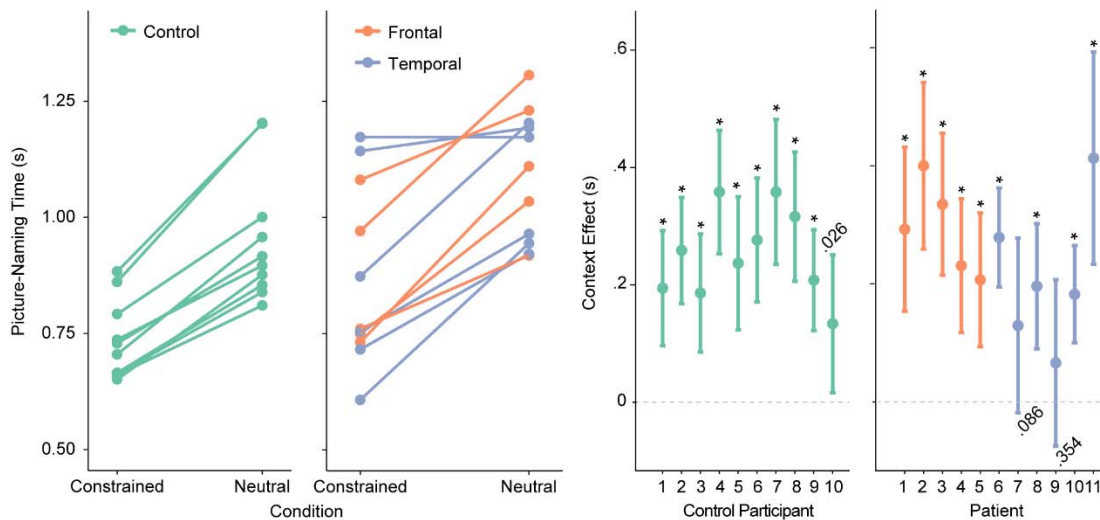 Control
Frontal
Temporal
Picture-Naming Time (s)
1.25
1.00
0.75
0.50
Constrained Neutral Constrained Neutral
Condition
Context Effect (s)
.6
.4
.2
0
* * * * * * * * * .026
* * * * * * .086 * .354 * *
1 2 3 4 5 6 7 8 9 10
1 2 3 4 5 6 7 8 9 10 11
Control Participant
Patient